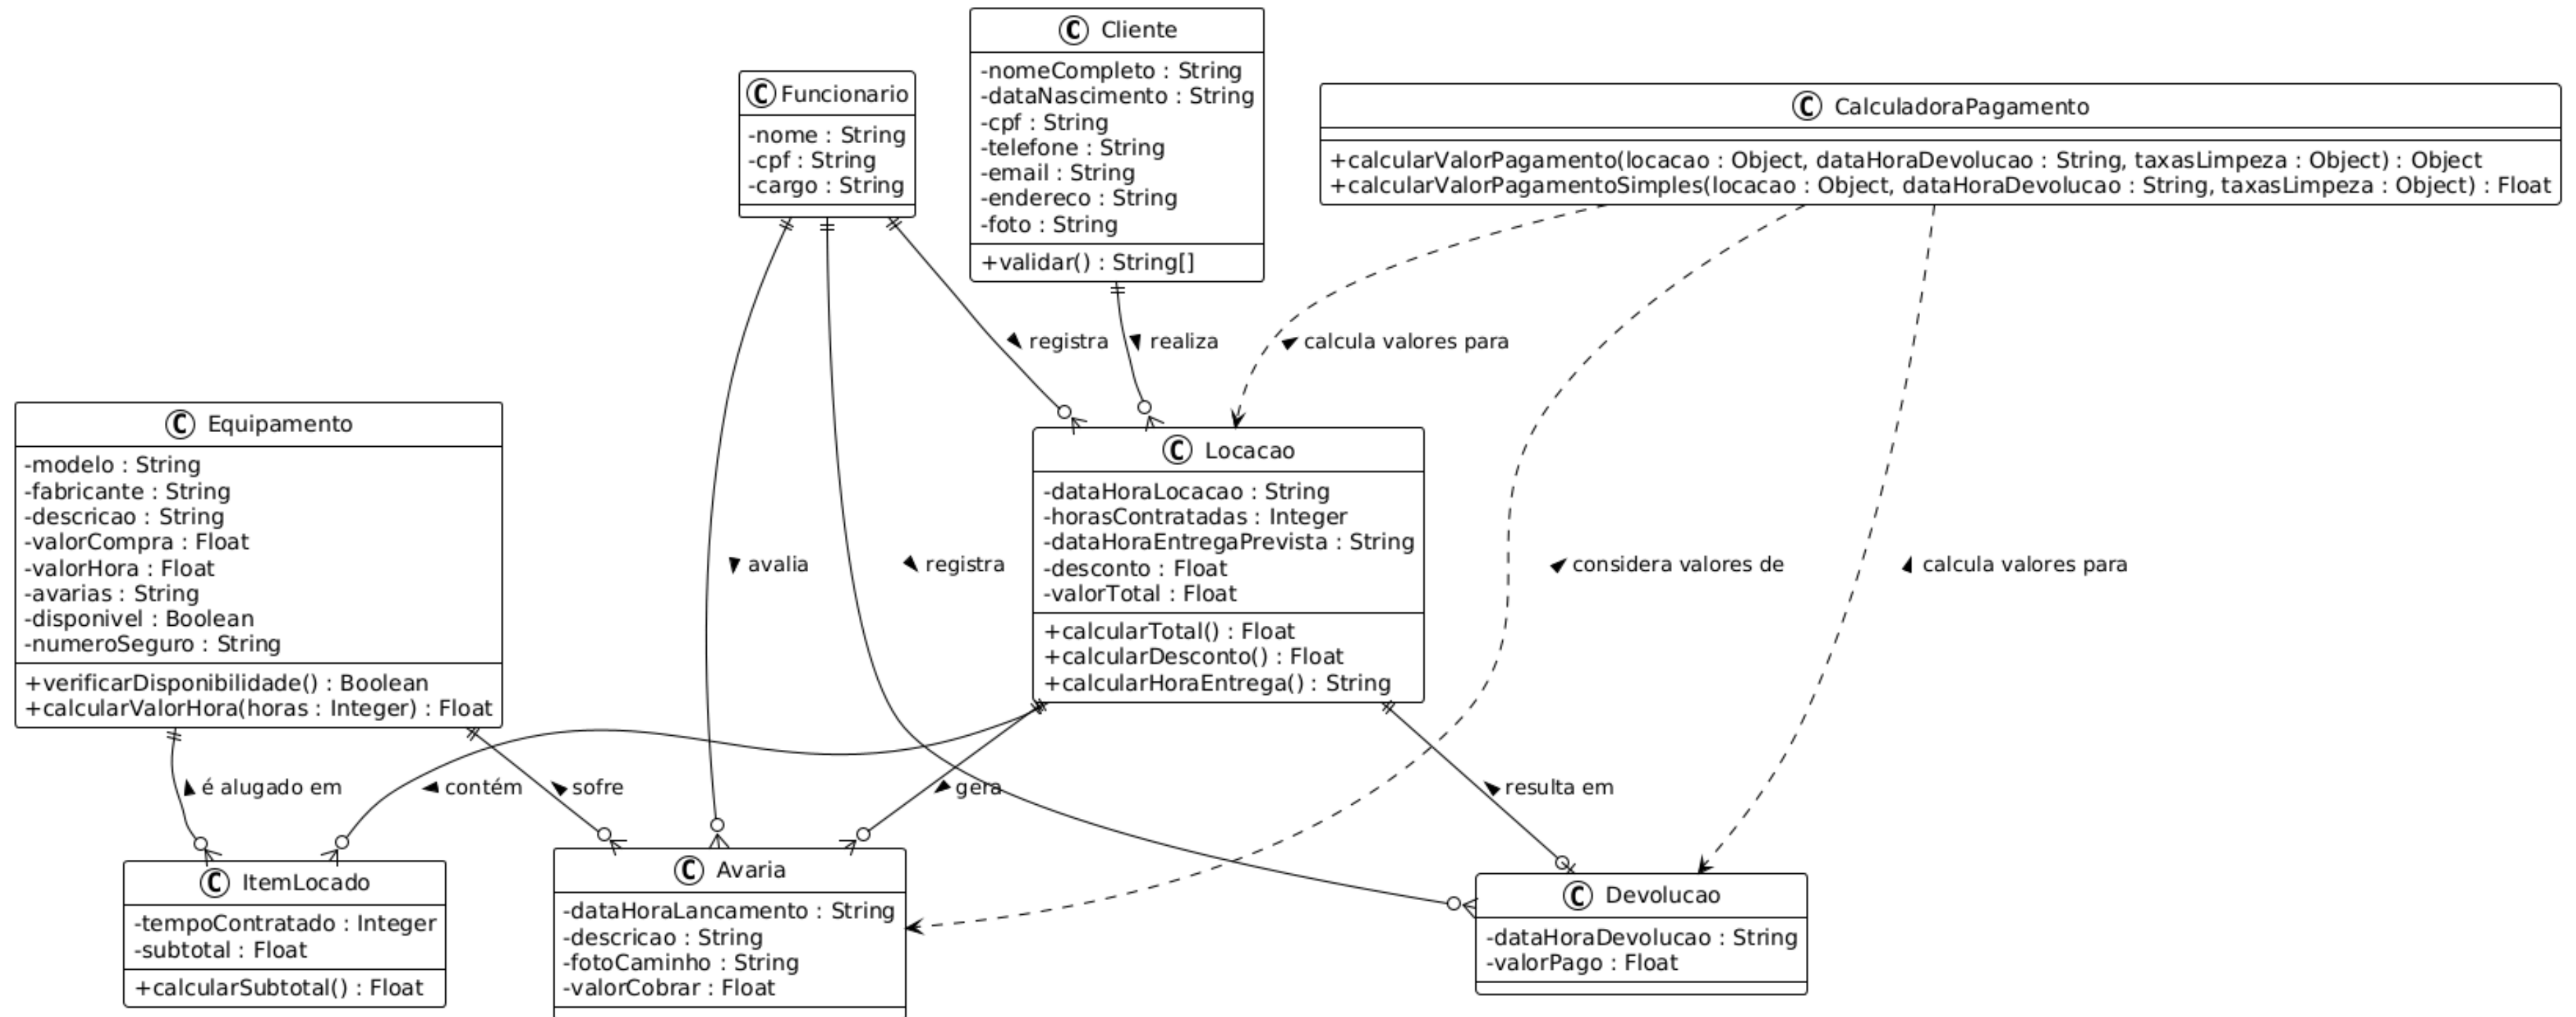 C Cliente
-nomeCompleto : String
-dataNascimento : String
-cpf : String
-telefone : String
-email : String
-endereco : String
-foto : String
+validar() : String[]
C Funcionario
-nome : String
-cpf : String
-cargo : String
C CalculadoraPagamento
+calcularValorPagamento(locacao : Object, dataHoraDevolucao : String, taxasLimpeza : Object) : Object
+calcularValorPagamentoSimples(locacao : Object, dataHoraDevolucao : String, taxasLimpeza : Object) : Float
registra
realiza
calcula valores para
C Equipamento
-modelo : String
-fabricante : String
-descricao : String
-valorCompra : Float
-valorHora : Float
-avarias : String
-disponivel : Boolean
-numeroSeguro : String
+verificarDisponibilidade() : Boolean
+calcularValorHora(horas : Integer) : Float
avalia
registra
C Locacao
-dataHoraLocacao : String
-horasContratadas : Integer
-dataHoraEntregaPrevista : String
-desconto : Float
-valorTotal : Float
+calcularTotal() : Float
+calcularDesconto() : Float
+calcularHoraEntrega() : String
considera valores de
calcula valores para
é alugado em
contém
sofre
gera
resulta em
C ItemLocado
-tempoContratado : Integer
-subtotal : Float
+calcularSubtotal() : Float
C Avaria
-dataHoraLancamento : String
-descricao : String
-fotoCaminho : String
-valorCobrar : Float
C Devolucao
-dataHoraDevolucao : String
-valorPago : Float